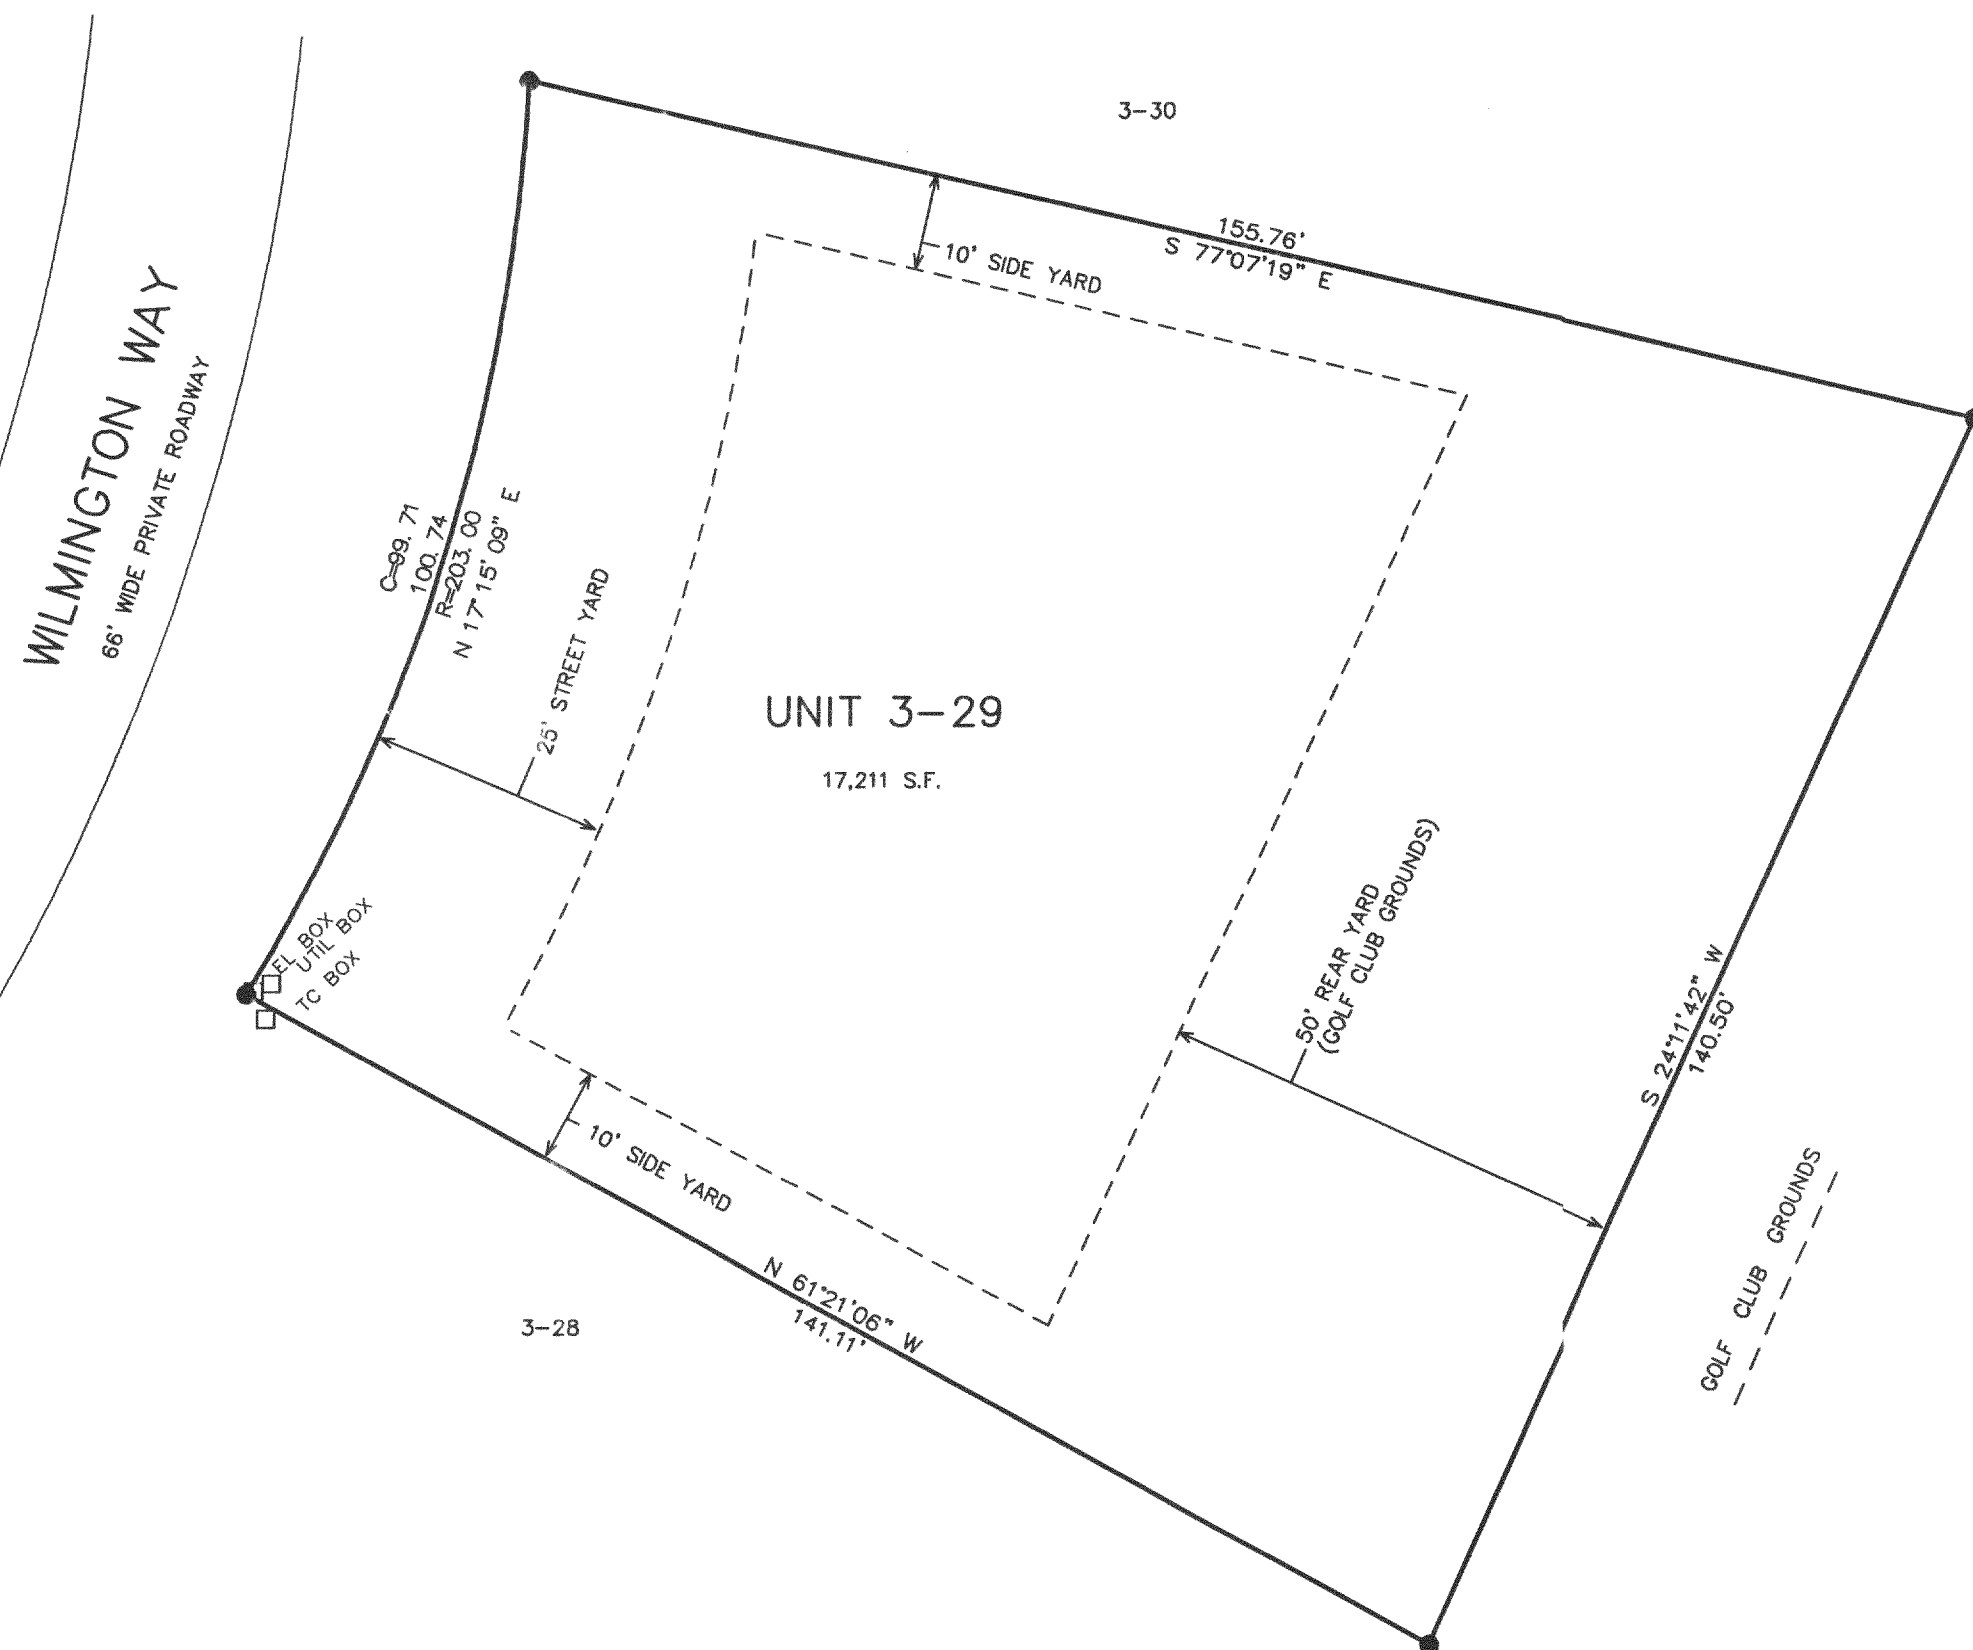 3-30
155.76'
S 77°07'19" E
10' SIDE YARD
WILMINGTON WAY
66' WIDE PRIVATE ROADWAY
C=99.71
100.74
R=203.00
N 17°15'09" E
25' STREET YARD
UNIT 3-29
17,211 S.F.
50' REAR YARD
(GOLF CLUB GROUNDS)
S 24°11'42" W
140.50'
EL BOX
UTIL BOX
TC BOX
10' SIDE YARD
N 61°21'06" W
141.11'
3-28
GOLF CLUB GROUNDS